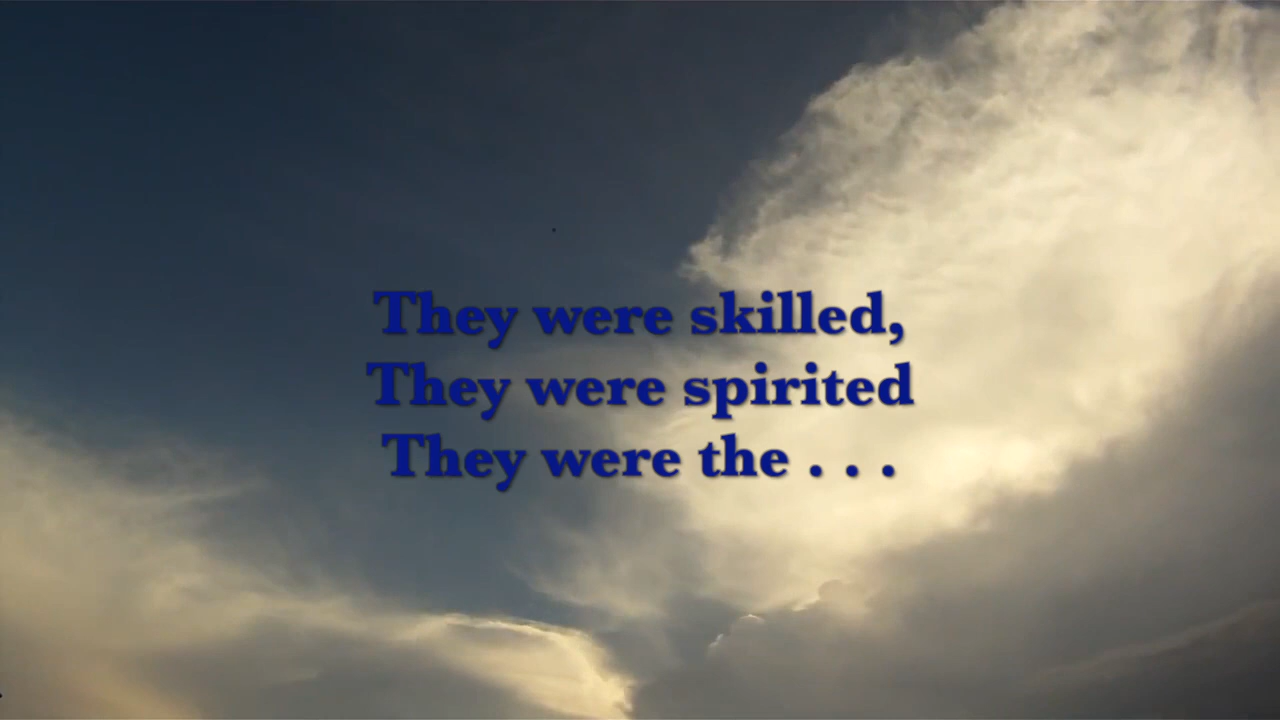 They were skilled,
They were spirited
They were the . . .